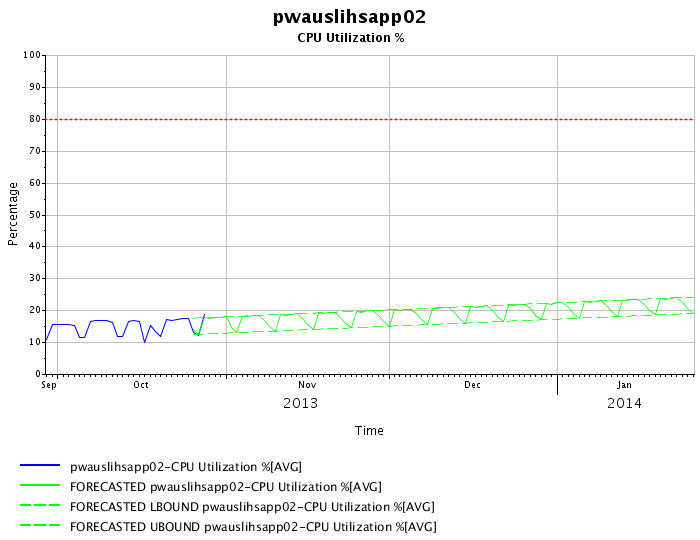 pwauslihsapp02
CPU Utilization %
100
90
80
70
60
50
40
30
20
10
0
Percentage
Sep Oct Nov Dec Jan
2013 2014
Time
pwauslihsapp02-CPU Utilization %[AVG]
FORECASTED pwauslihsapp02-CPU Utilization %[AVG]
FORECASTED LBOUND pwauslihsapp02-CPU Utilization %[AVG]
FORECASTED UBOUND pwauslihsapp02-CPU Utilization %[AVG]